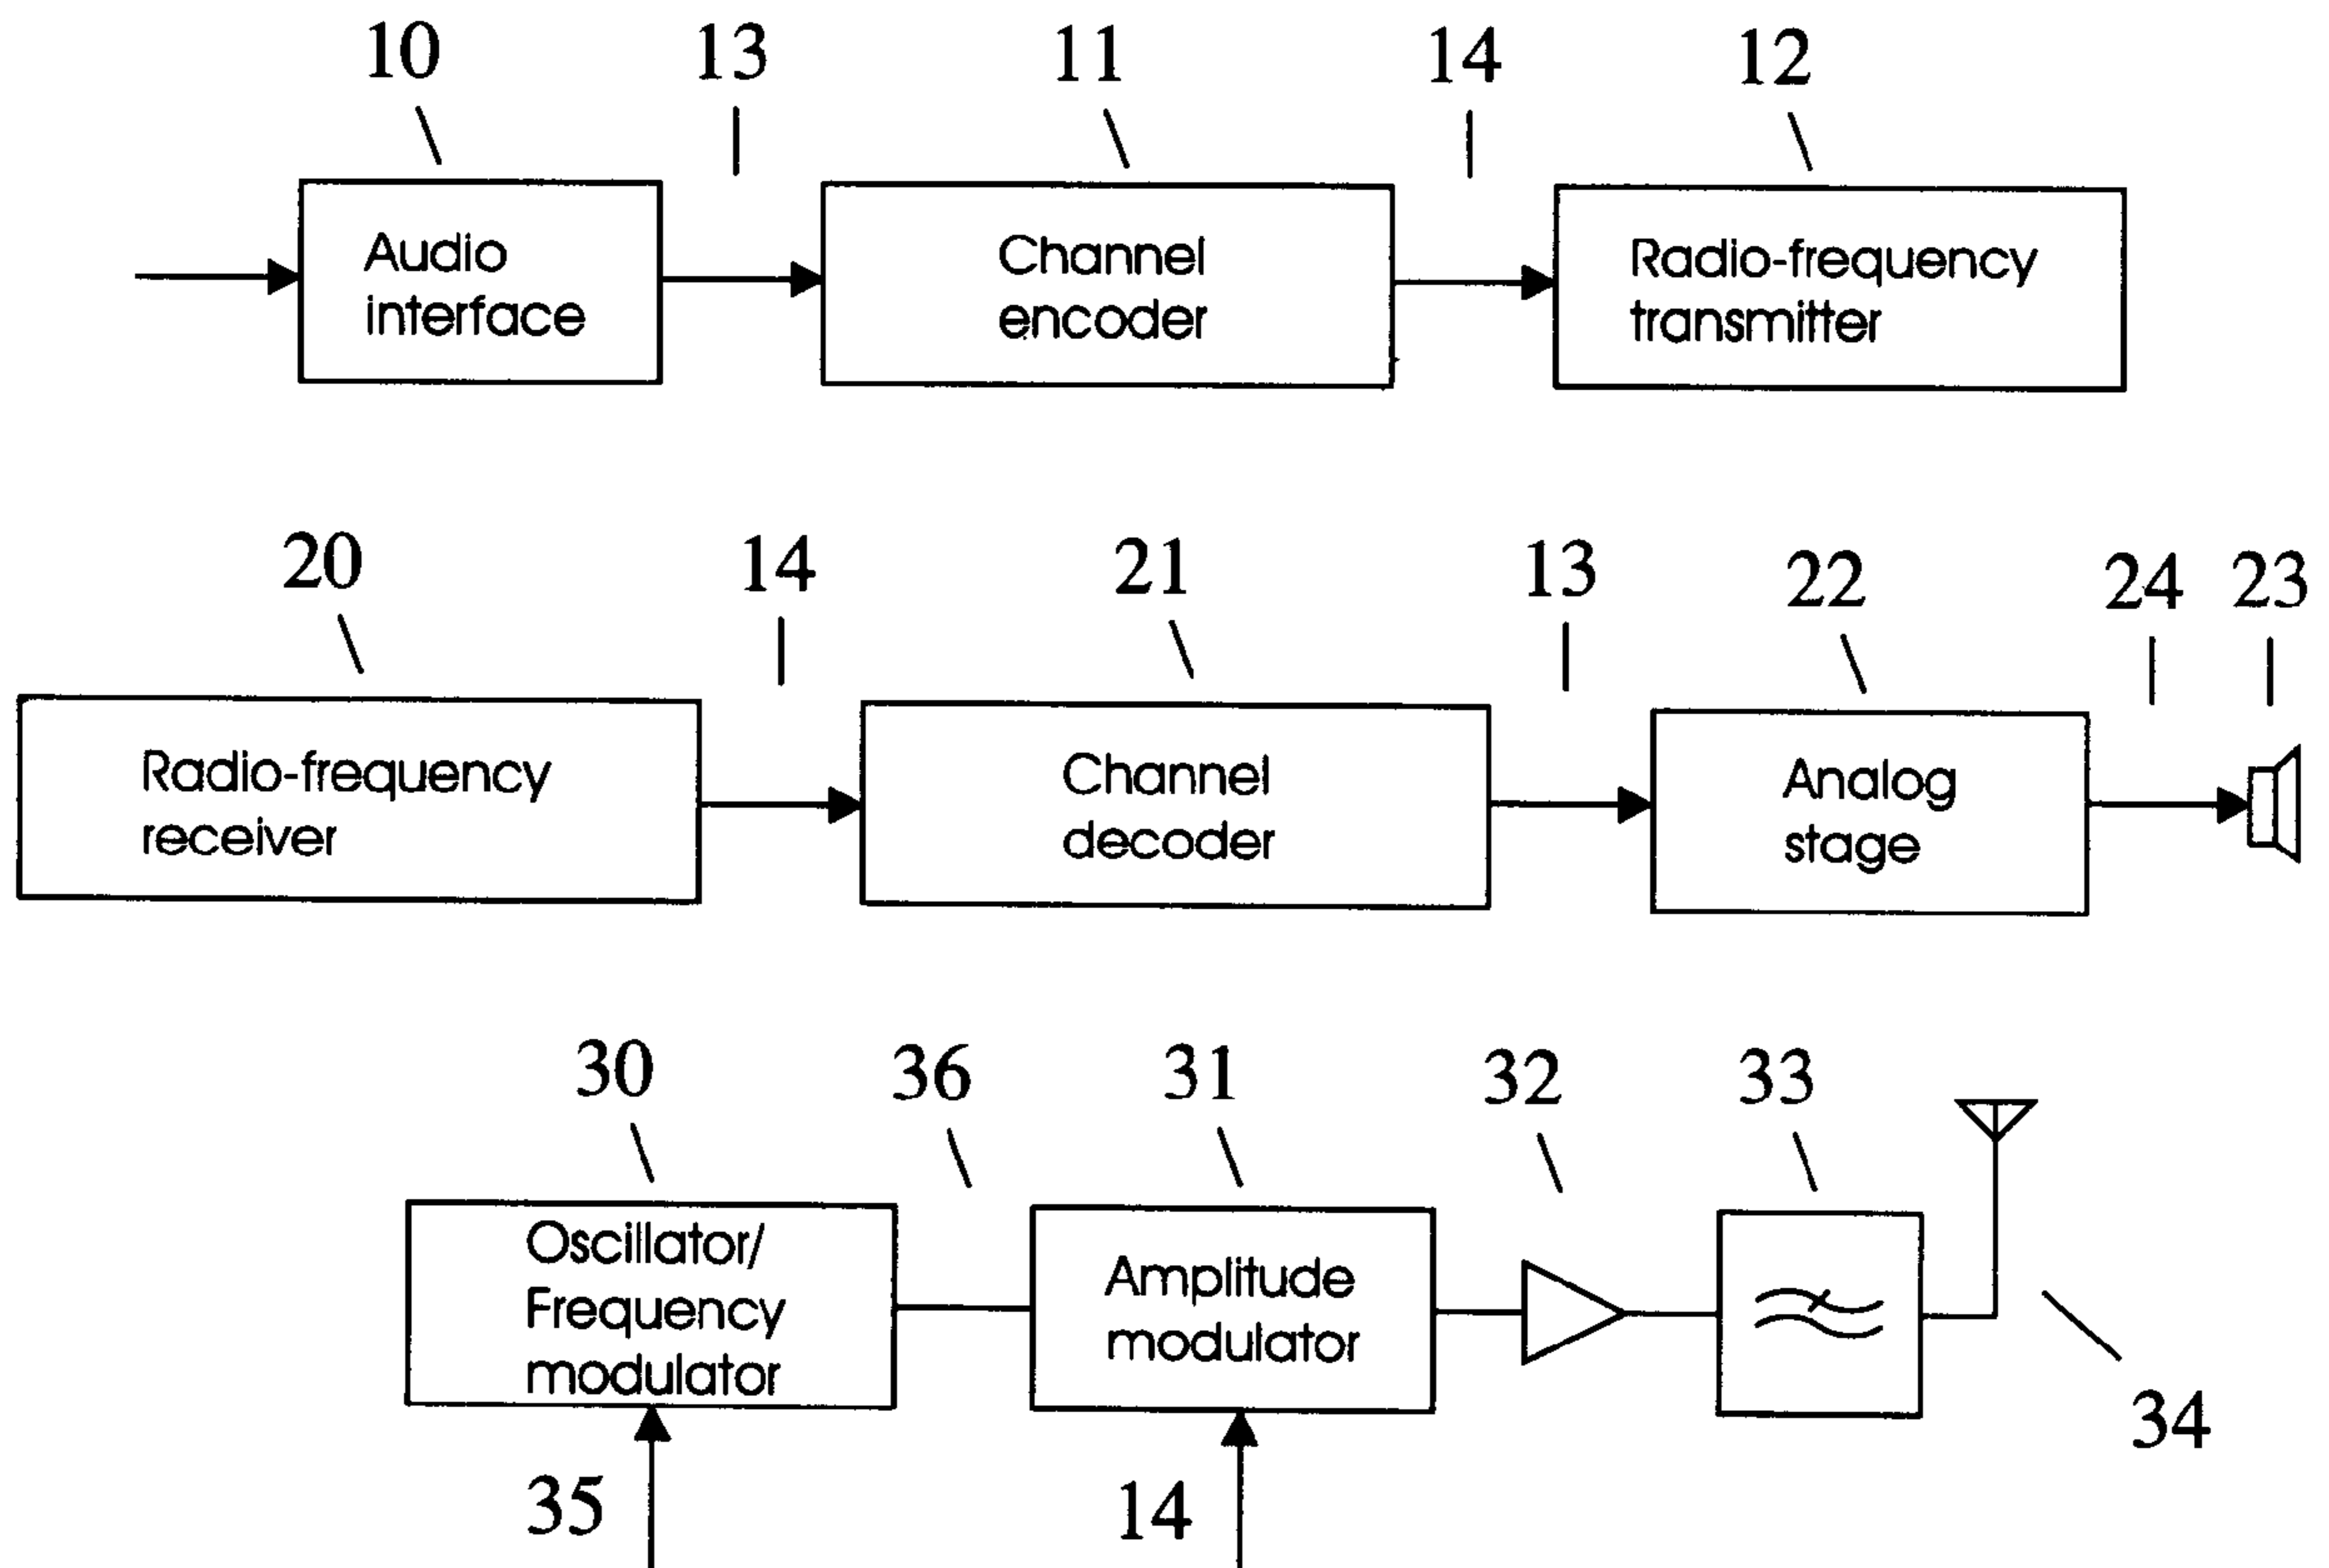 10 13 11 14 12
Audio
interface
Channel
encoder
Radio-frequency
transmitter
20 14 21 13 22 24 23
Radio-frequency
receiver
Channel
decoder
Analog
stage
30 36 31 32 33
Oscillator/
Frequency
modulator
Amplitude
modulator
34
35 14